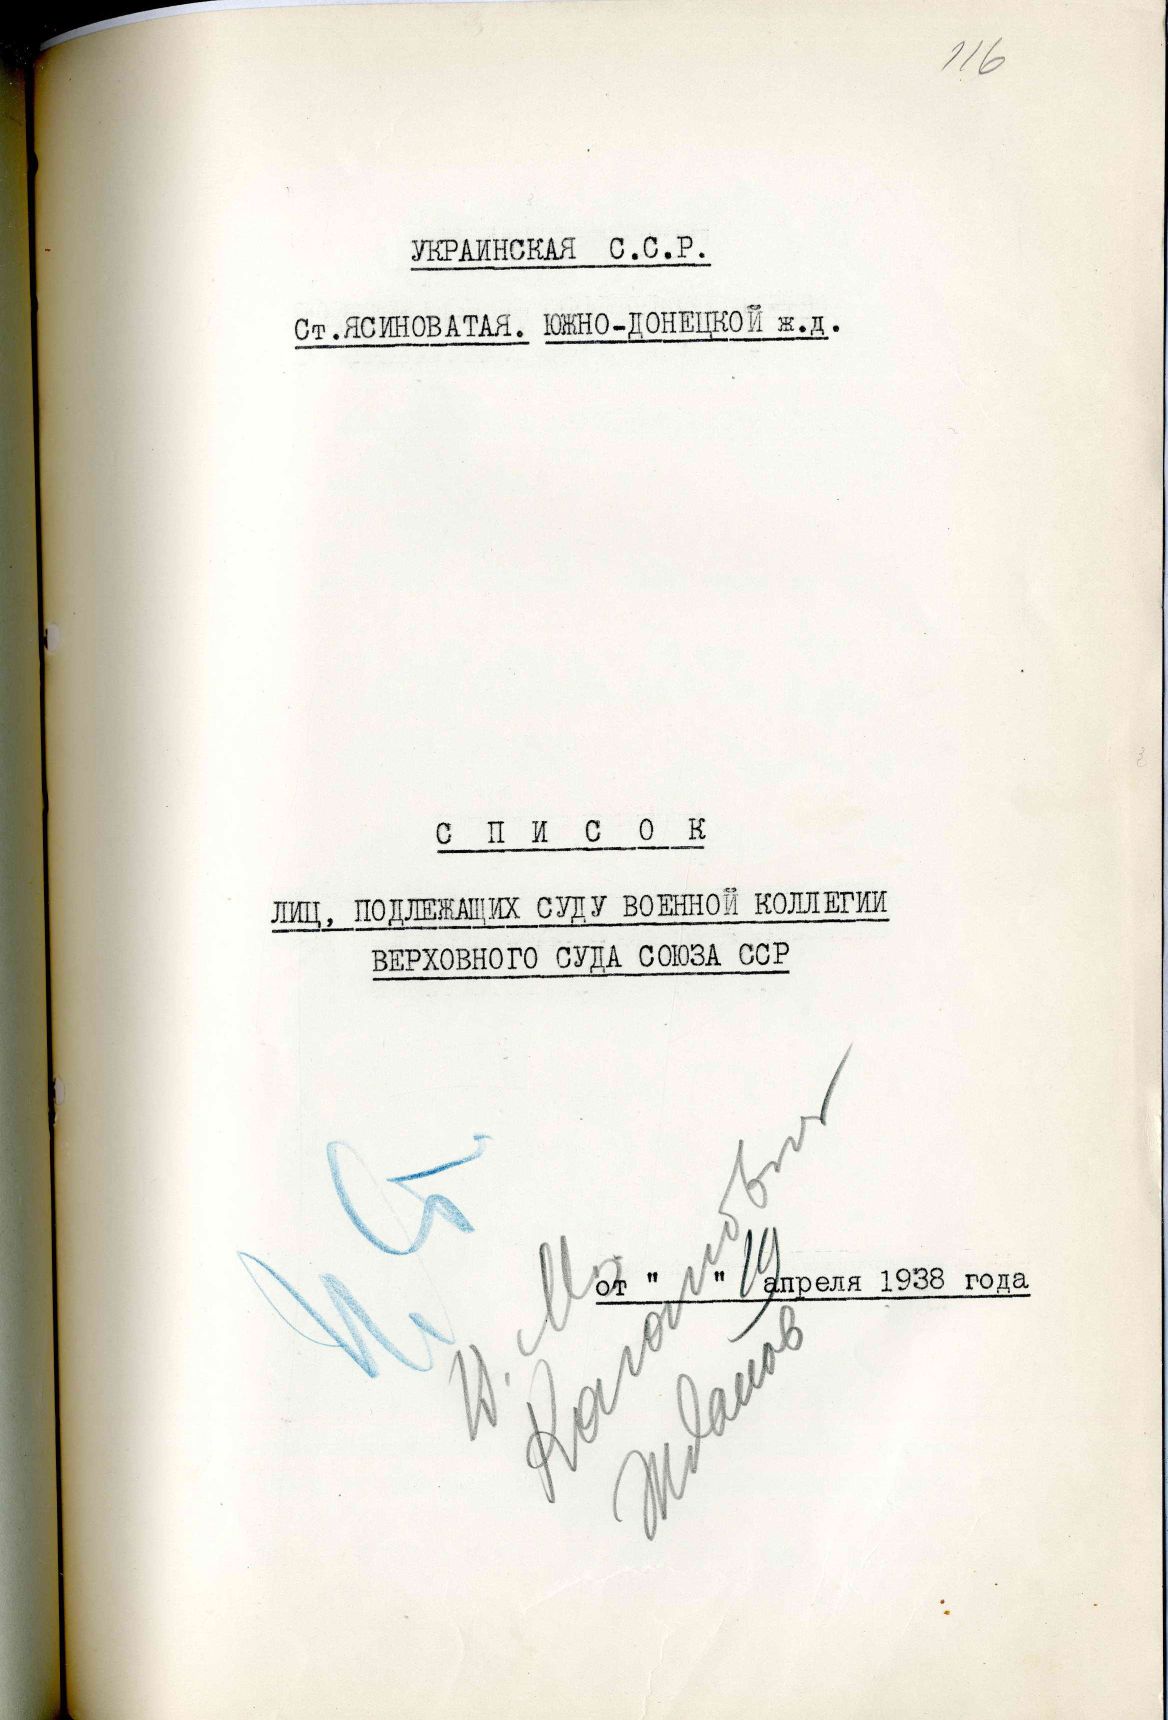 116
УКРАИНСКАЯ С.С.Р.
Ст.ЯСИНОВАТАЯ. ЮЖНО-ДОНЕЦКОЙ ж.д.
С П И С О К
ЛИЦ, ПОДЛЕЖАЩИХ СУДУ ВОЕННОЙ КОЛЛЕГИИ
ВЕРХОВНОГО СУДА СОЮЗА ССР
от " " 19 апреля 1938 года
И. Ст
В. Мо
Каганович
Жданов